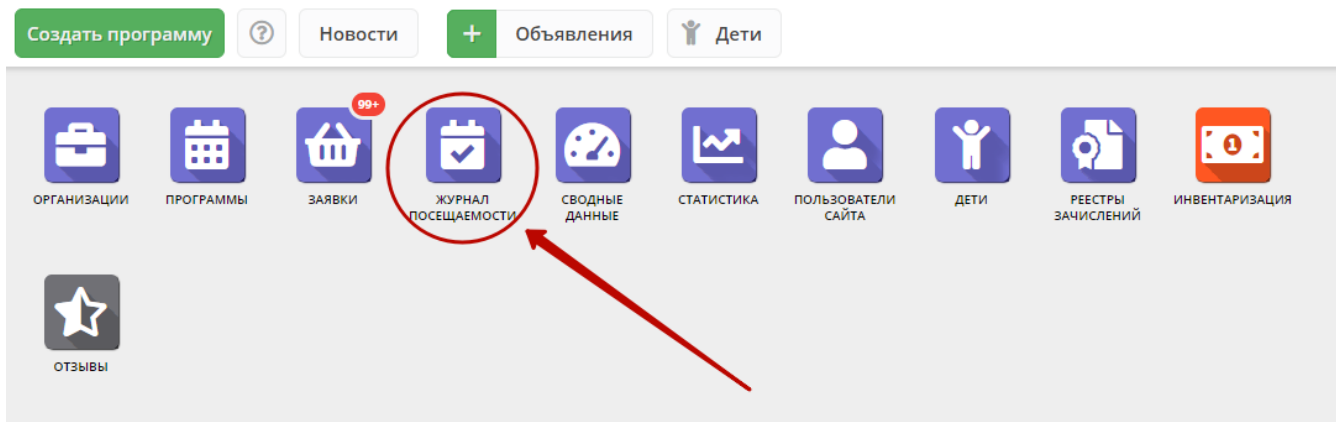 Создать программу
?
Новости
+
Объявления
Дети
99+
ОРГАНИЗАЦИИ
ПРОГРАММЫ
ЗАЯВКИ
ЖУРНАЛ
ПОСЕЩАЕМОСТИ
СВОДНЫЕ
ДАННЫЕ
СТАТИСТИКА
ПОЛЬЗОВАТЕЛИ
САЙТА
ДЕТИ
РЕЕСТРЫ
ЗАЧИСЛЕНИЙ
1
ИНВЕНТАРИЗАЦИЯ
ОТЗЫВЫ